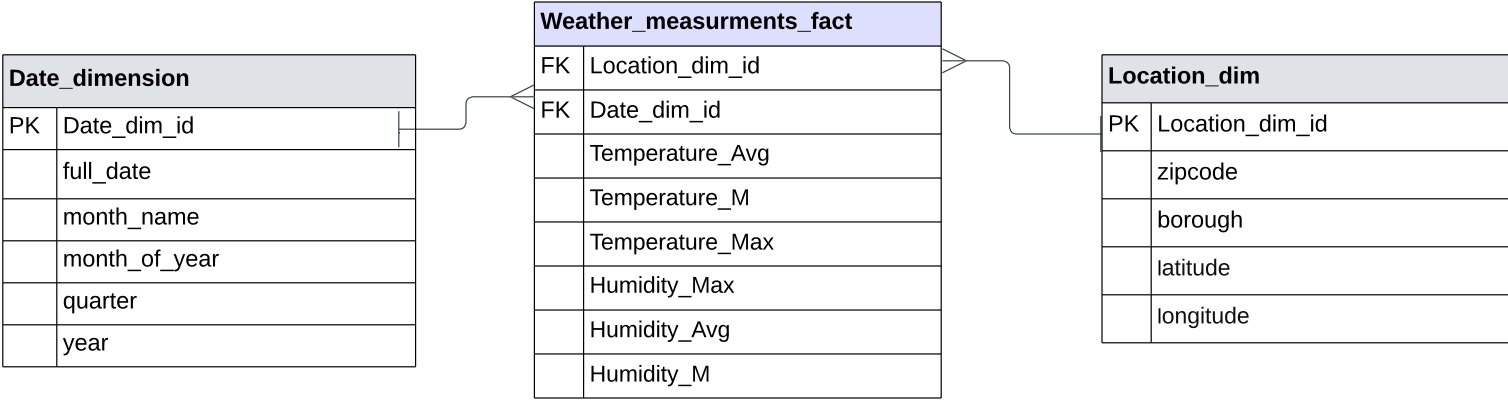 Date_dimension
PK Date_dim_id
full_date
month_name
month_of_year
quarter
year
Weather_measurments_fact
FK Location_dim_id
FK Date_dim_id
Temperature_Avg
Temperature_M
Temperature_Max
Humidity_Max
Humidity_Avg
Humidity_M
Location_dim
PK Location_dim_id
zipcode
borough
latitude
longitude